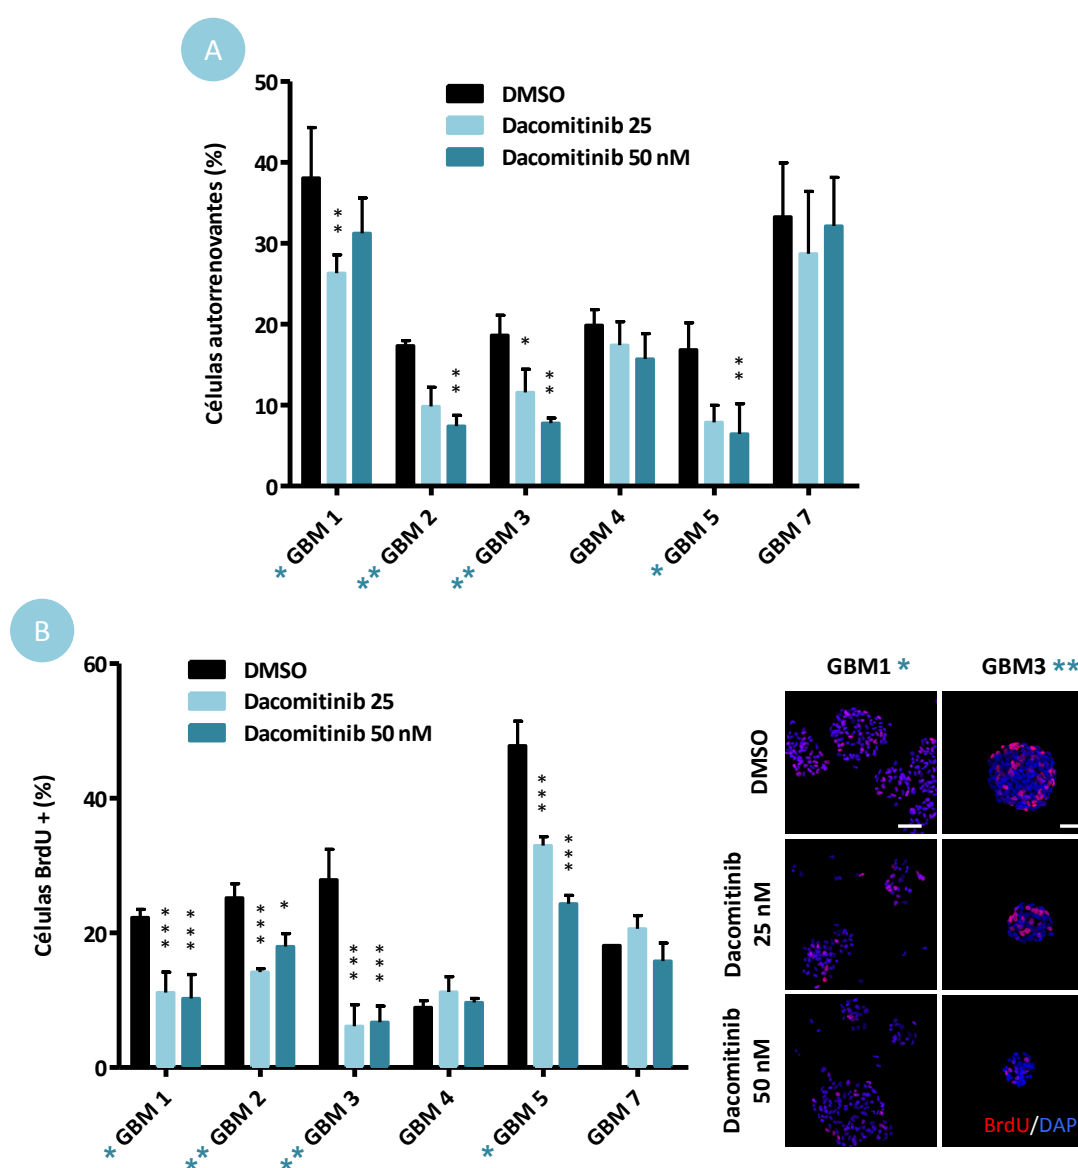 A
50
40
30
20
10
0
Células autorrenovantes (%)
DMSO
Dacomitinib 25
Dacomitinib 50 nM
**
**
*
**
**
* GBM 1
** GBM 2
** GBM 3
GBM 4
* GBM 5
GBM 7
B
60
40
20
0
Células BrdU + (%)
DMSO
Dacomitinib 25
Dacomitinib 50 nM
***
***
***
*
***
***
***
***
* GBM 1
** GBM 2
** GBM 3
GBM 4
* GBM 5
GBM 7
GBM1 *
GBM3 **
DMSO
Dacomitinib
25 nM
Dacomitinib
50 nM
BrdU/DAP